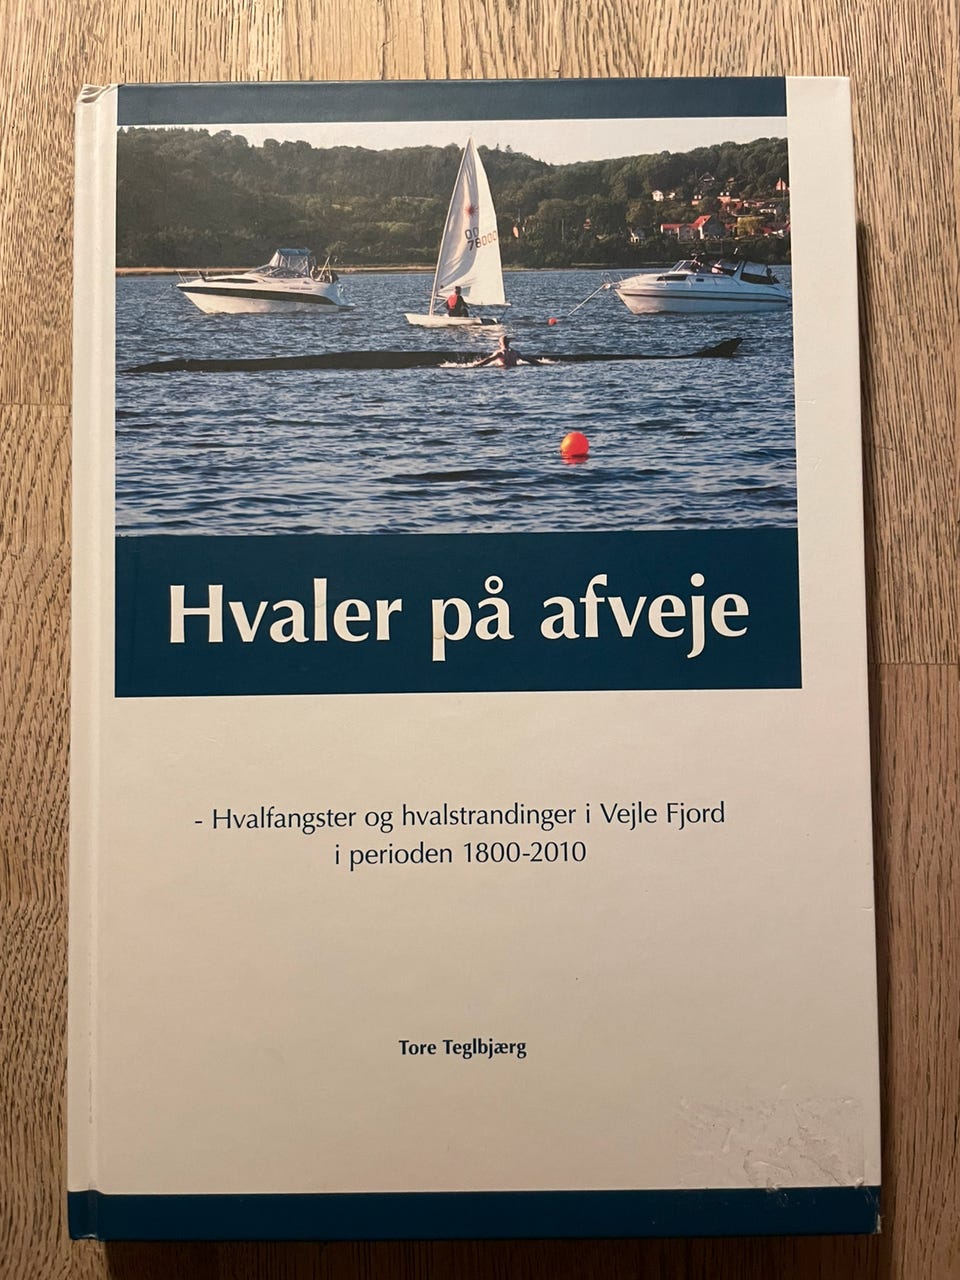 Hvaler på afveje
- Hvalfangster og hvalstrandinger i Vejle Fjord
i perioden 1800-2010
Tore Teglbjærg